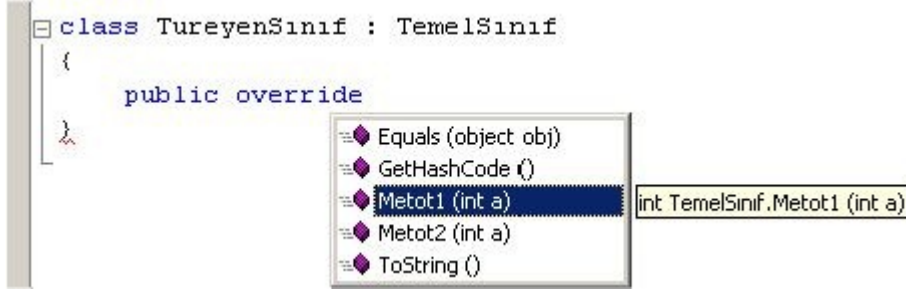 class TureyenSınıf : TemelSınıf
{
public override
}
Equals (object obj)
GetHashCode ()
Metot1 (int a)
int TemelSınıf.Metot1 (int a)
Metot2 (int a)
ToString ()